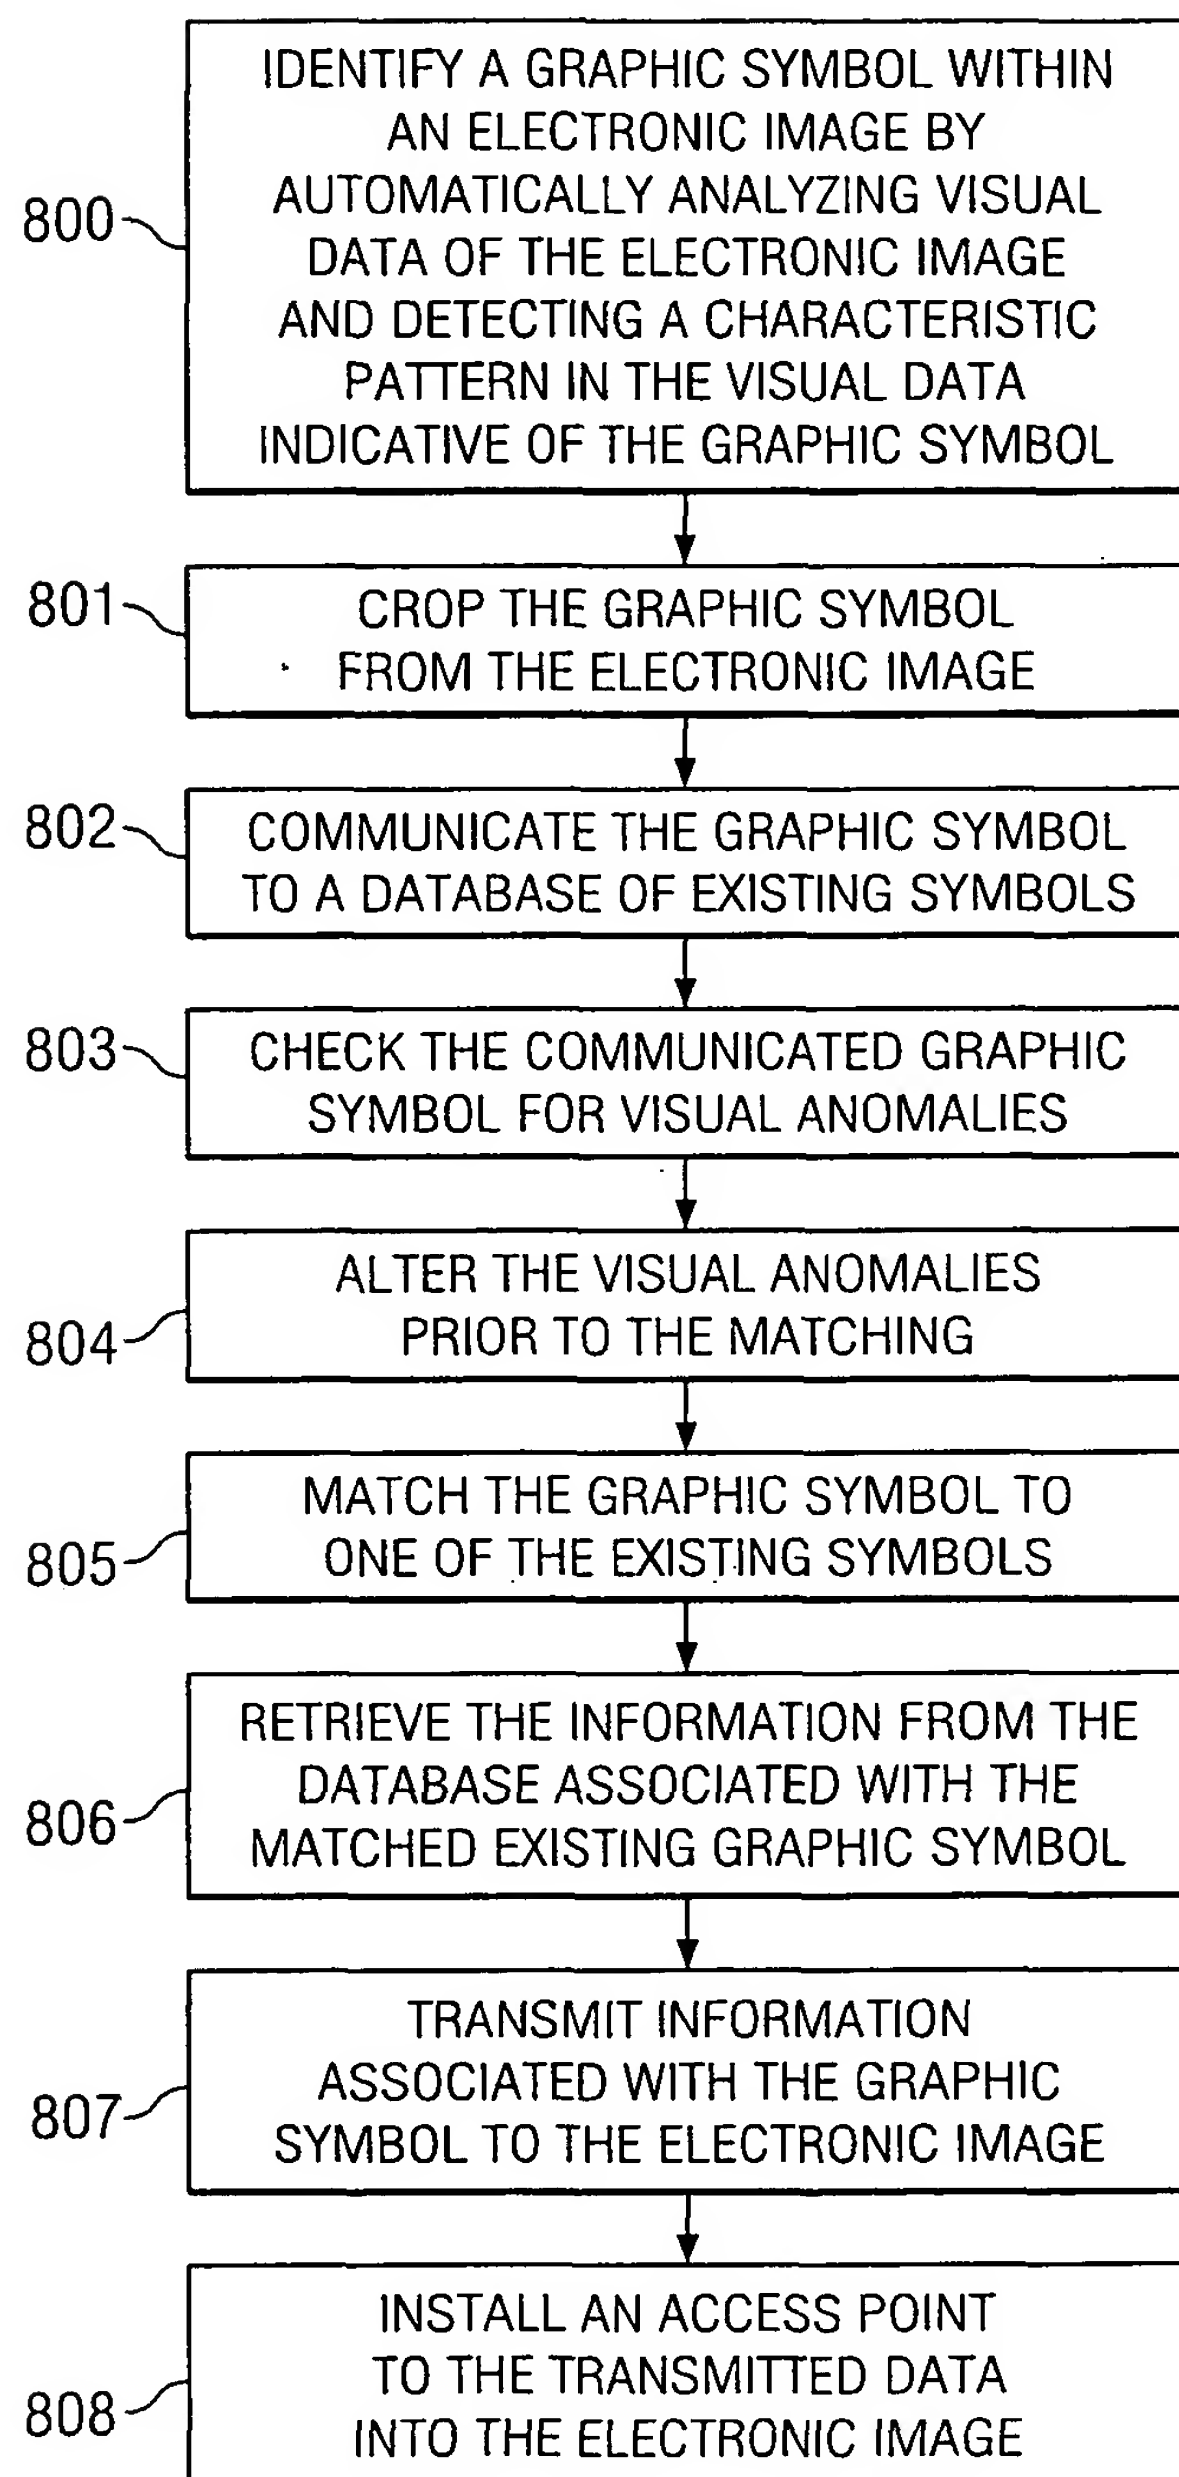 800
IDENTIFY A GRAPHIC SYMBOL WITHIN
AN ELECTRONIC IMAGE BY
AUTOMATICALLY ANALYZING VISUAL
DATA OF THE ELECTRONIC IMAGE
AND DETECTING A CHARACTERISTIC
PATTERN IN THE VISUAL DATA
INDICATIVE OF THE GRAPHIC SYMBOL
801
CROP THE GRAPHIC SYMBOL
FROM THE ELECTRONIC IMAGE
802
COMMUNICATE THE GRAPHIC SYMBOL
TO A DATABASE OF EXISTING SYMBOLS
803
CHECK THE COMMUNICATED GRAPHIC
SYMBOL FOR VISUAL ANOMALIES
804
ALTER THE VISUAL ANOMALIES
PRIOR TO THE MATCHING
805
MATCH THE GRAPHIC SYMBOL TO
ONE OF THE EXISTING SYMBOLS
806
RETRIEVE THE INFORMATION FROM THE
DATABASE ASSOCIATED WITH THE
MATCHED EXISTING GRAPHIC SYMBOL
807
TRANSMIT INFORMATION
ASSOCIATED WITH THE GRAPHIC
SYMBOL TO THE ELECTRONIC IMAGE
808
INSTALL AN ACCESS POINT
TO THE TRANSMITTED DATA
INTO THE ELECTRONIC IMAGE